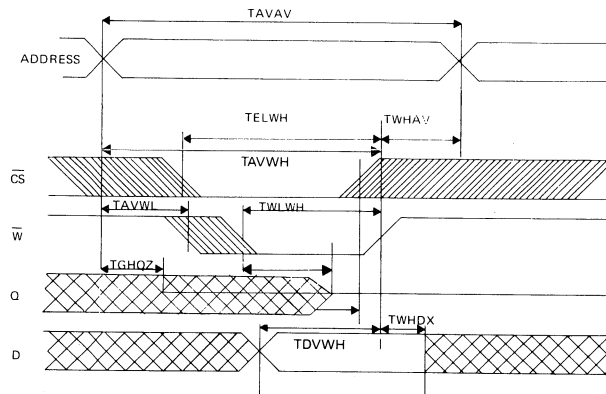 TAVAV
ADDRESS
TELWH
TWHAV
TAVWH
CS
TAVWL
TWLWH
W
TGHQZ
Q
TWHDX
TDVWH
D